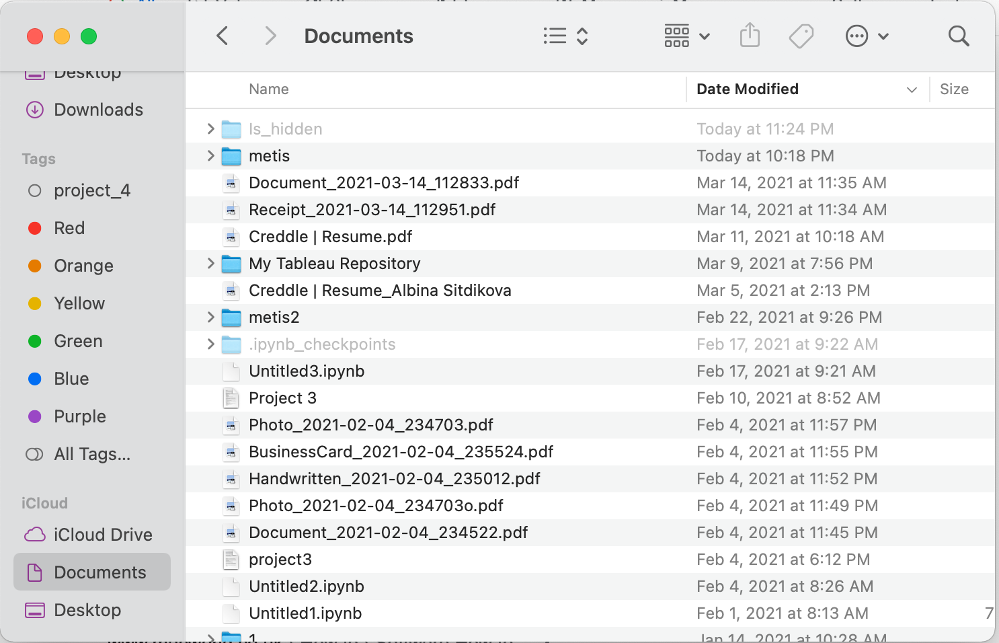 Documents
Desktop
Downloads
Tags
project_4
Red
Orange
Yellow
Green
Blue
Purple
All Tags...
iCloud
iCloud Drive
Documents
Desktop
Name Date Modified Size
Is_hidden Today at 11:24 PM
metis Today at 10:18 PM
Document_2021-03-14_112833.pdf Mar 14, 2021 at 11:35 AM
Receipt_2021-03-14_112951.pdf Mar 14, 2021 at 11:34 AM
Creddle | Resume.pdf Mar 11, 2021 at 10:18 AM
My Tableau Repository Mar 9, 2021 at 7:56 PM
Creddle | Resume_Albina Sitdikova Mar 5, 2021 at 2:13 PM
metis2 Feb 22, 2021 at 9:26 PM
.ipynb_checkpoints Feb 17, 2021 at 9:22 AM
Untitled3.ipynb Feb 17, 2021 at 9:21 AM
Project 3 Feb 10, 2021 at 8:52 AM
Photo_2021-02-04_234703.pdf Feb 4, 2021 at 11:57 PM
BusinessCard_2021-02-04_235524.pdf Feb 4, 2021 at 11:55 PM
Handwritten_2021-02-04_235012.pdf Feb 4, 2021 at 11:52 PM
Photo_2021-02-04_234703o.pdf Feb 4, 2021 at 11:49 PM
Document_2021-02-04_234522.pdf Feb 4, 2021 at 11:45 PM
project3 Feb 4, 2021 at 6:12 PM
Untitled2.ipynb Feb 4, 2021 at 8:26 AM
Untitled1.ipynb Feb 1, 2021 at 8:13 AM 7
1 Jan 14, 2021 at 10:28 AM